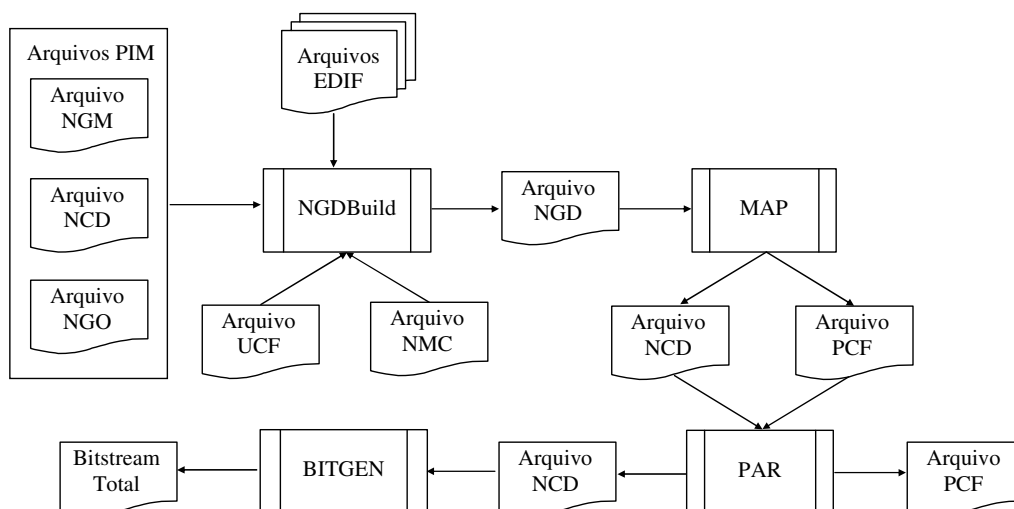 Arquivos PIM
Arquivo
NGM
Arquivo
NCD
Arquivo
NGO
Arquivos
EDIF
NGDBuild
Arquivo
UCF
Arquivo
NMC
Arquivo
NGD
MAP
Arquivo
NCD
Arquivo
PCF
PAR
Arquivo
PCF
Arquivo
NCD
BITGEN
Bitstream
Total